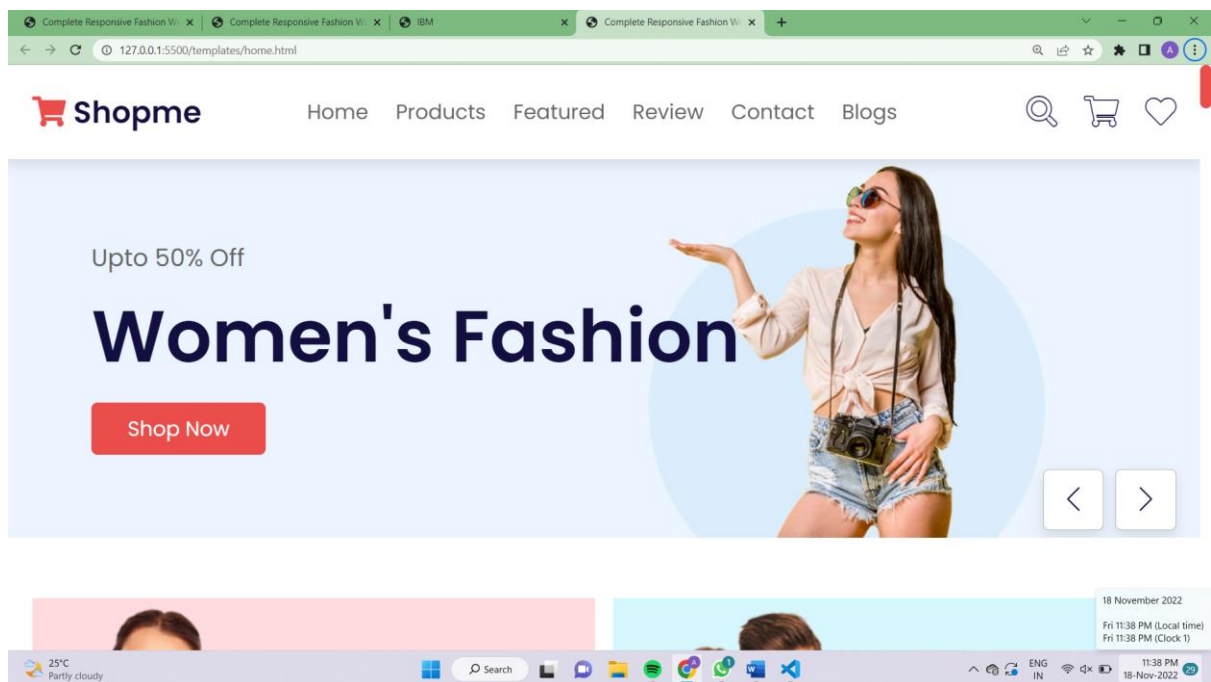 Complete Responsive Fashion W
Complete Responsive Fashion W
IBM
Complete Responsive Fashion W
127.0.0.1:5500/templates/home.html
A
Shopme
Home Products Featured Review Contact Blogs
Upto 50% Off
Women's Fashion
Shop Now
18 November 2022
Fri 11:38 PM (Local time)
Fri 11:38 PM (Clock 1)
25°C
Partly cloudy
Search
ENG
IN
11:38 PM
18-Nov-2022
29